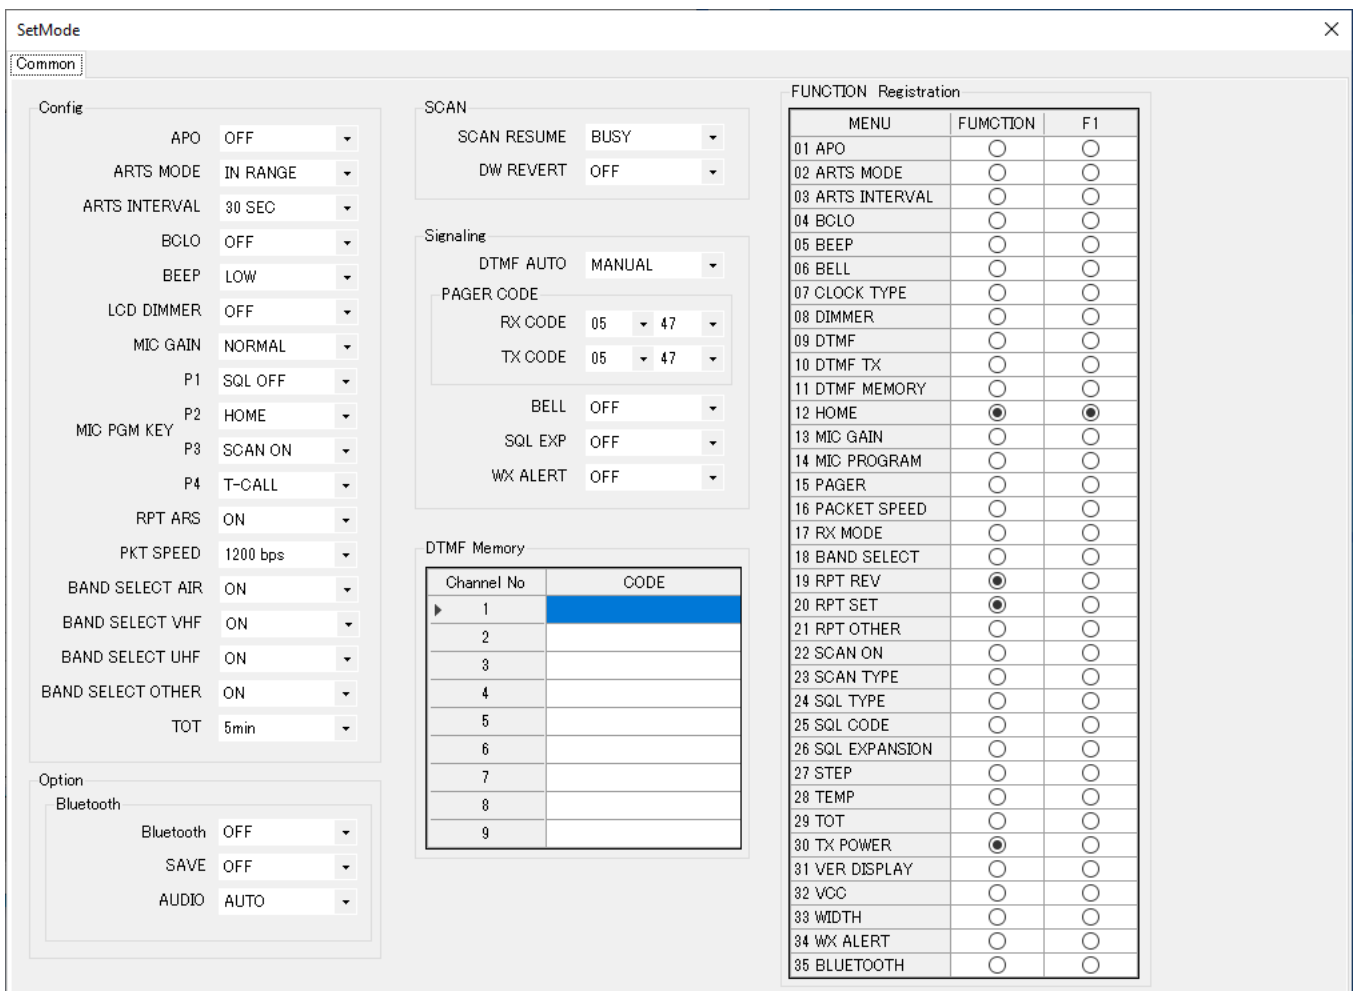 SetMode
Common
Config
APO OFF
ARTS MODE IN RANGE
ARTS INTERVAL 30 SEC
BCLO OFF
BEEP LOW
LCD DIMMER OFF
MIC GAIN NORMAL
MIC PGM KEY
P1 SQL OFF
P2 HOME
P3 SCAN ON
P4 T-CALL
RPT ARS ON
PKT SPEED 1200 bps
BAND SELECT AIR ON
BAND SELECT VHF ON
BAND SELECT UHF ON
BAND SELECT OTHER ON
TOT 5min
Option
Bluetooth
Bluetooth OFF
SAVE OFF
AUDIO AUTO
SCAN
SCAN RESUME BUSY
DW REVERT OFF
Signaling
DTMF AUTO MANUAL
PAGER CODE
RX CODE 05 47
TX CODE 05 47
BELL OFF
SQL EXP OFF
WX ALERT OFF
DTMF Memory
Channel No CODE
1
2
3
4
5
6
7
8
9
FUNCTION Registration
MENU FUMCTION F1
01 APO
02 ARTS MODE
03 ARTS INTERVAL
04 BCLO
05 BEEP
06 BELL
07 CLOCK TYPE
08 DIMMER
09 DTMF
10 DTMF TX
11 DTMF MEMORY
12 HOME
13 MIC GAIN
14 MIC PROGRAM
15 PAGER
16 PACKET SPEED
17 RX MODE
18 BAND SELECT
19 RPT REV
20 RPT SET
21 RPT OTHER
22 SCAN ON
23 SCAN TYPE
24 SQL TYPE
25 SQL CODE
26 SQL EXPANSION
27 STEP
28 TEMP
29 TOT
30 TX POWER
31 VER DISPLAY
32 VCC
33 WIDTH
34 WX ALERT
35 BLUETOOTH